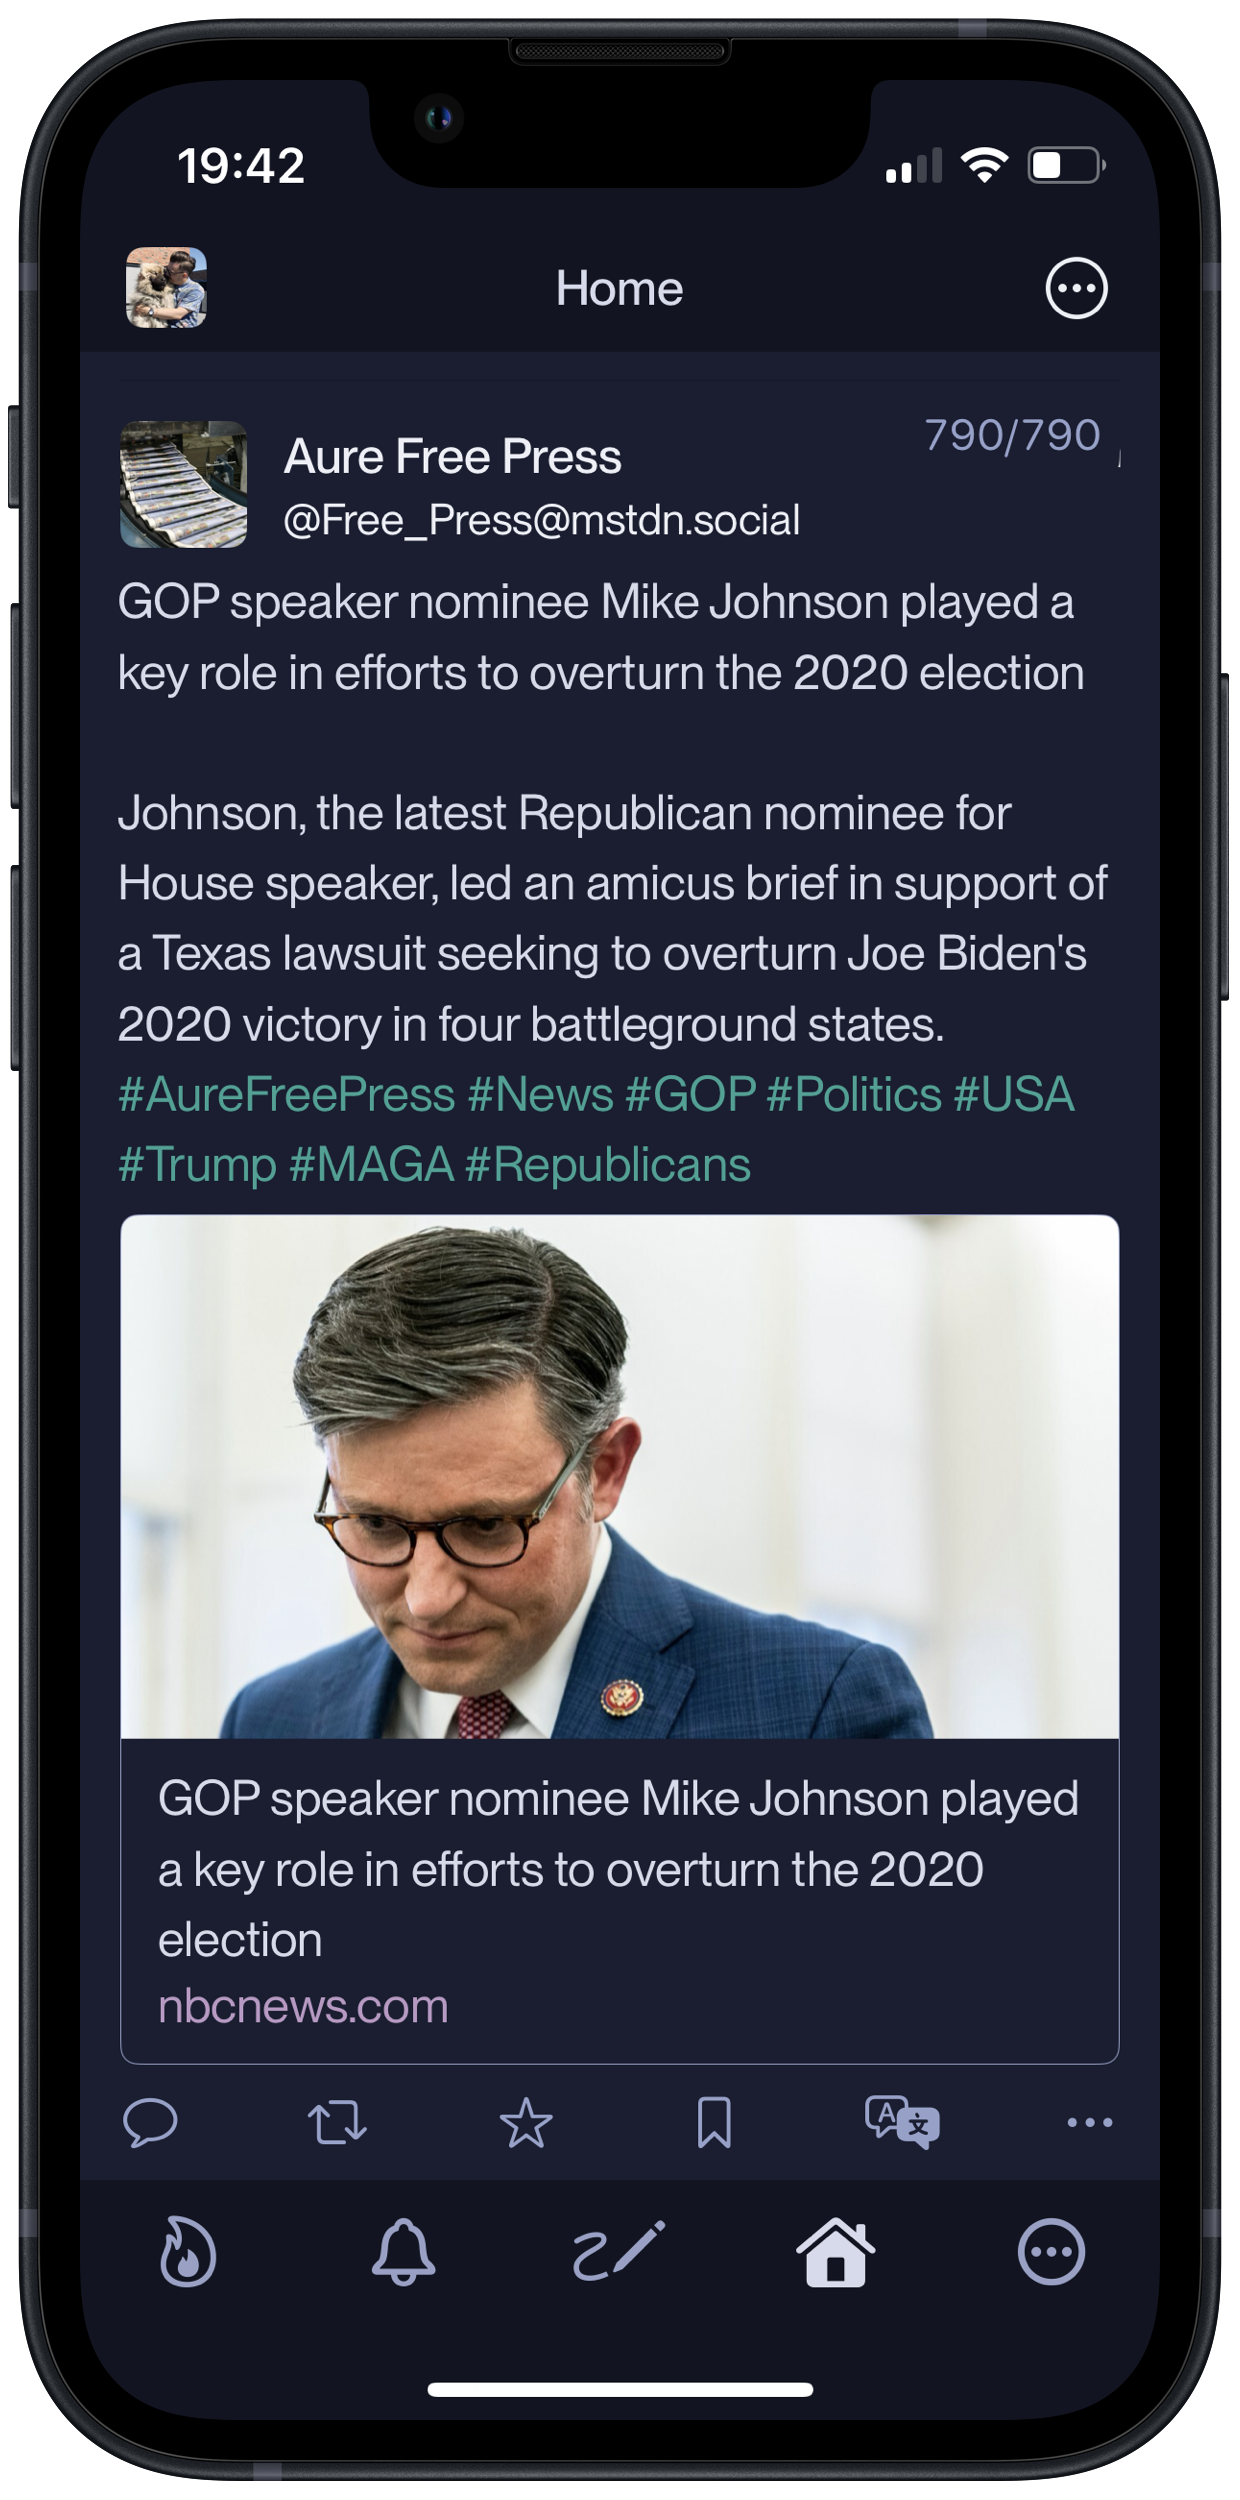 19:42
Home
790/790
Aure Free Press
@Free_Press@mstdn.social
GOP speaker nominee Mike Johnson played a
key role in efforts to overturn the 2020 election
Johnson, the latest Republican nominee for
House speaker, led an amicus brief in support of
a Texas lawsuit seeking to overturn Joe Biden's
2020 victory in four battleground states.
#AureFreePress #News #GOP #Politics #USA
#Trump #MAGA #Republicans
GOP speaker nominee Mike Johnson played
a key role in efforts to overturn the 2020
election
nbcnews.com
A 文